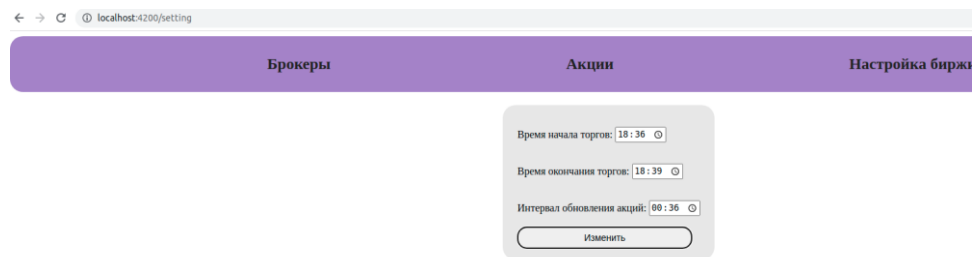 localhost:4200/setting
Брокеры Акции Настройка биржи
Время начала торгов: 18:36
Время окончания торгов: 18:39
Интервал обновления акций: 00:36
Изменить